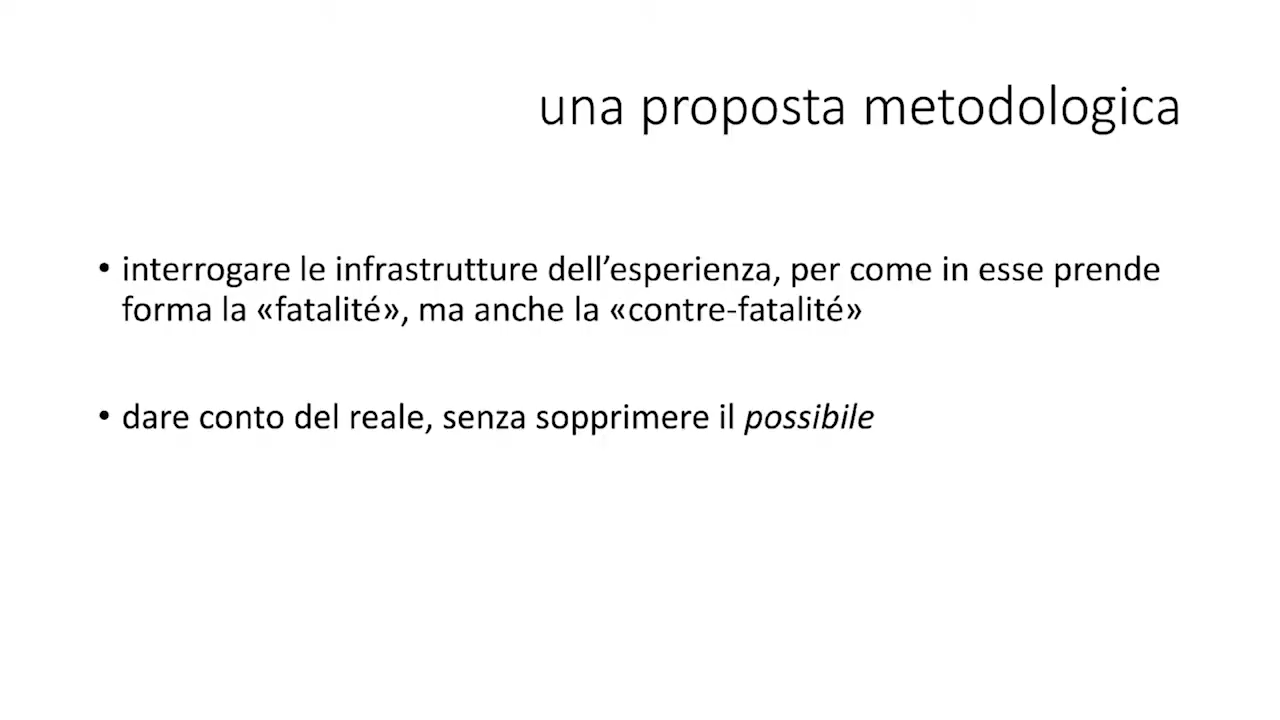 una proposta metodologica
• interrogare le infrastrutture dell’esperienza, per come in esse prende
forma la «fatalité», ma anche la «contre-fatalité»
• dare conto del reale, senza sopprimere il possibile